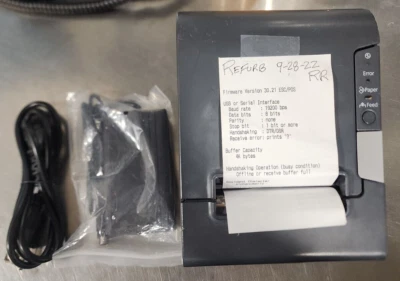 REFURB 9-28-22
RR
Firmware Version 30.21 ESC/POS
USB or Serial Interface
Baud rate : 19200 bps
Data bits : 8 bits
Parity : none
Stop bit : 1 bit or more
Handshaking : DTR/DSR
Receive error: prints '?'
Buffer Capacity
4K bytes
Handshaking Operation (busy condition)
Offline or receive buffer full
Error
Paper
Feed